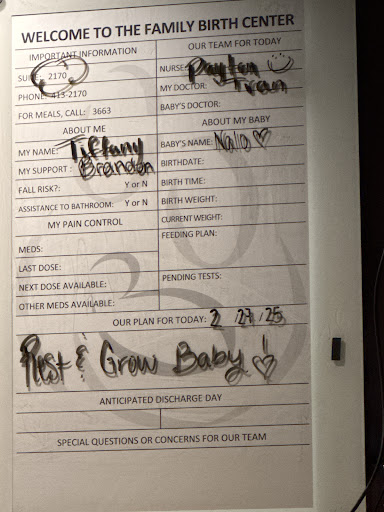 WELCOME TO THE FAMILY BIRTH CENTER
IMPORTANT INFORMATION
SUITE: 2170
PHONE: 413-2170
FOR MEALS, CALL: 3663
ABOUT ME
MY NAME: Tiffany
MY SUPPORT: Brandon
FALL RISK?: Y or N
ASSISTANCE TO BATHROOM: Y or N
MY PAIN CONTROL
MEDS:
LAST DOSE:
NEXT DOSE AVAILABLE:
OTHER MEDS AVAILABLE:
OUR TEAM FOR TODAY
NURSE: Payten
MY DOCTOR: Tran
BABY'S DOCTOR:
ABOUT MY BABY
BABY'S NAME: Nala
BIRTHDATE:
BIRTH TIME:
BIRTH WEIGHT:
CURRENT WEIGHT:
FEEDING PLAN:
PENDING TESTS:
OUR PLAN FOR TODAY: 2/27/25
Rest & Grow Baby!
ANTICIPATED DISCHARGE DAY
SPECIAL QUESTIONS OR CONCERNS FOR OUR TEAM